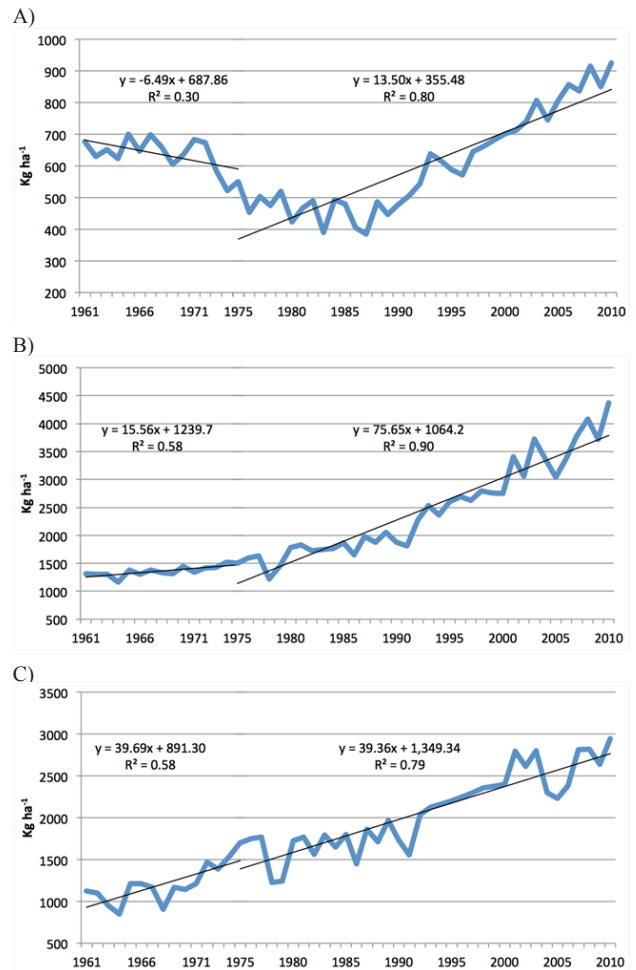 A)
1000
900
800
700
600
500
400
300
200
Kg ha-1
y = -6.49x + 687.86
R² = 0.30
y = 13.50x + 355.48
R² = 0.80
1961 1966 1971 1975 1980 1985 1990 1995 2000 2005 2010
B)
5000
4500
4000
3500
3000
2500
2000
1500
1000
500
Kg ha-1
y = 15.56x + 1239.7
R² = 0.58
y = 75.65x + 1064.2
R² = 0.90
1961 1966 1971 1975 1980 1985 1990 1995 2000 2005 2010
C)
3500
3000
2500
2000
1500
1000
500
Kg ha-1
y = 39.69x + 891.30
R² = 0.58
y = 39.36x + 1,349.34
R² = 0.79
1961 1966 1971 1975 1980 1985 1990 1995 2000 2005 2010